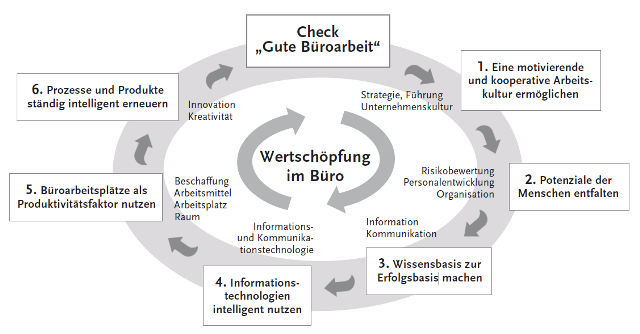 Check
„Gute Büroarbeit“
1. Eine motivierende
und kooperative Arbeits-
kultur ermöglichen
Strategie, Führung
Unternehmenskultur
2. Potenziale der
Menschen entfalten
Risikobewertung
Personalentwicklung
Organisation
3. Wissensbasis zur
Erfolgsbasis machen
Information
Kommunikation
4. Informations-
technologien
intelligent nutzen
Informations-
und Kommunika-
tionstechnologie
5. Büroarbeitsplätze als
Produktivitätsfaktor nutzen
Beschaffung
Arbeitsmittel
Arbeitsplatz
Raum
6. Prozesse und Produkte
ständig intelligent erneuern
Innovation
Kreativität
Wertschöpfung
im Büro